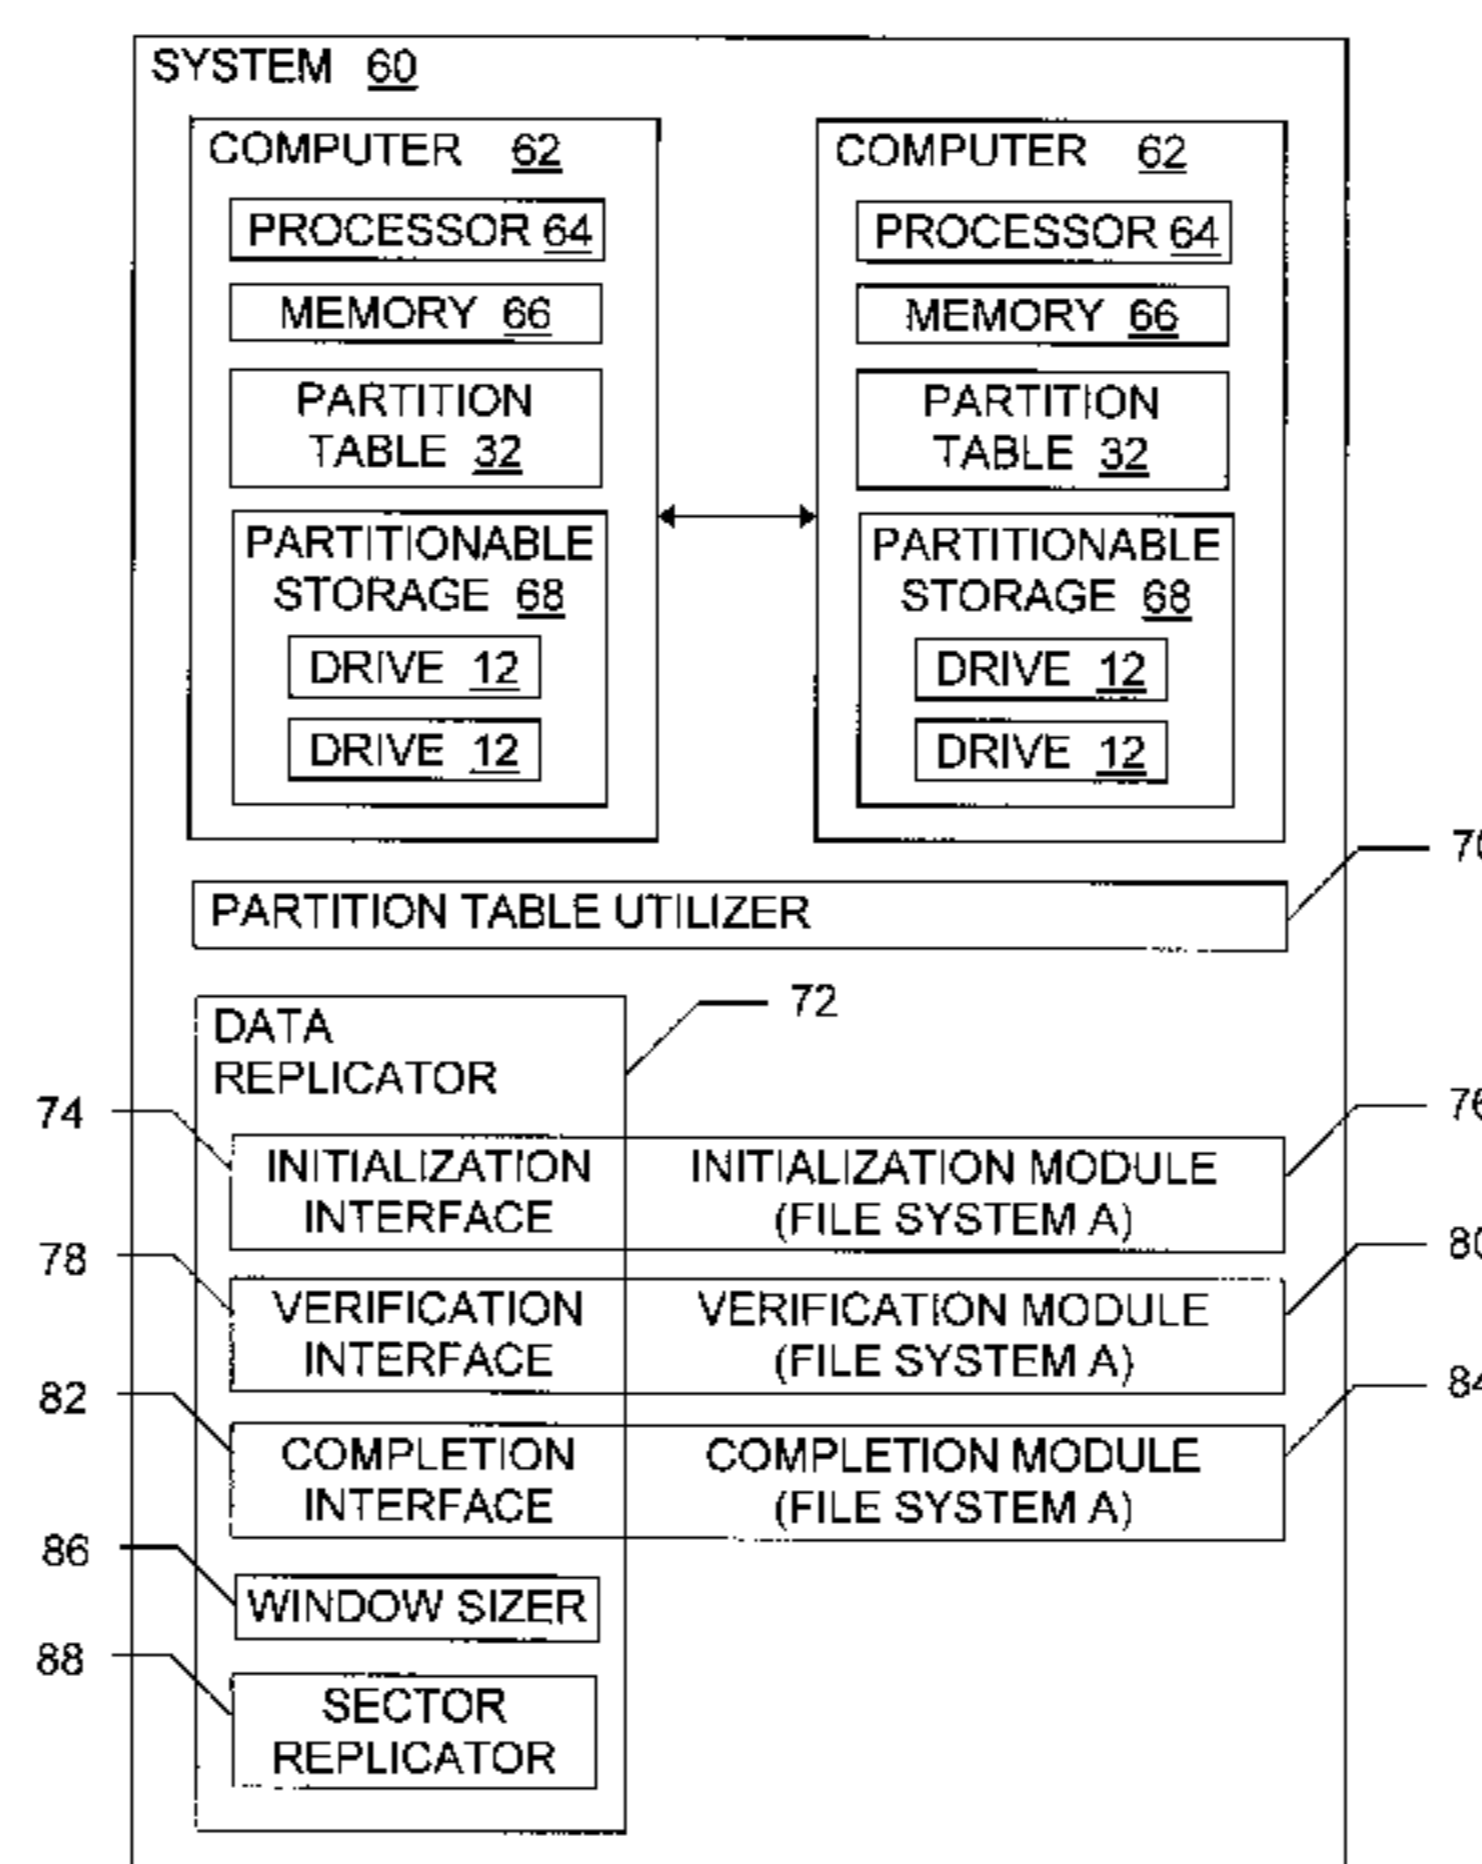 SYSTEM 60
COMPUTER 62
PROCESSOR 64
MEMORY 66
PARTITION
TABLE 32
PARTITIONABLE
STORAGE 68
DRIVE 12
DRIVE 12
COMPUTER 62
PROCESSOR 64
MEMORY 66
PARTITION
TABLE 32
PARTITIONABLE
STORAGE 68
DRIVE 12
DRIVE 12
PARTITION TABLE UTILIZER
DATA
REPLICATOR
72
74
INITIALIZATION
INTERFACE
INITIALIZATION MODULE
(FILE SYSTEM A)
78
VERIFICATION
INTERFACE
VERIFICATION MODULE
(FILE SYSTEM A)
82
COMPLETION
INTERFACE
COMPLETION MODULE
(FILE SYSTEM A)
86
WINDOW SIZER
88
SECTOR
REPLICATOR